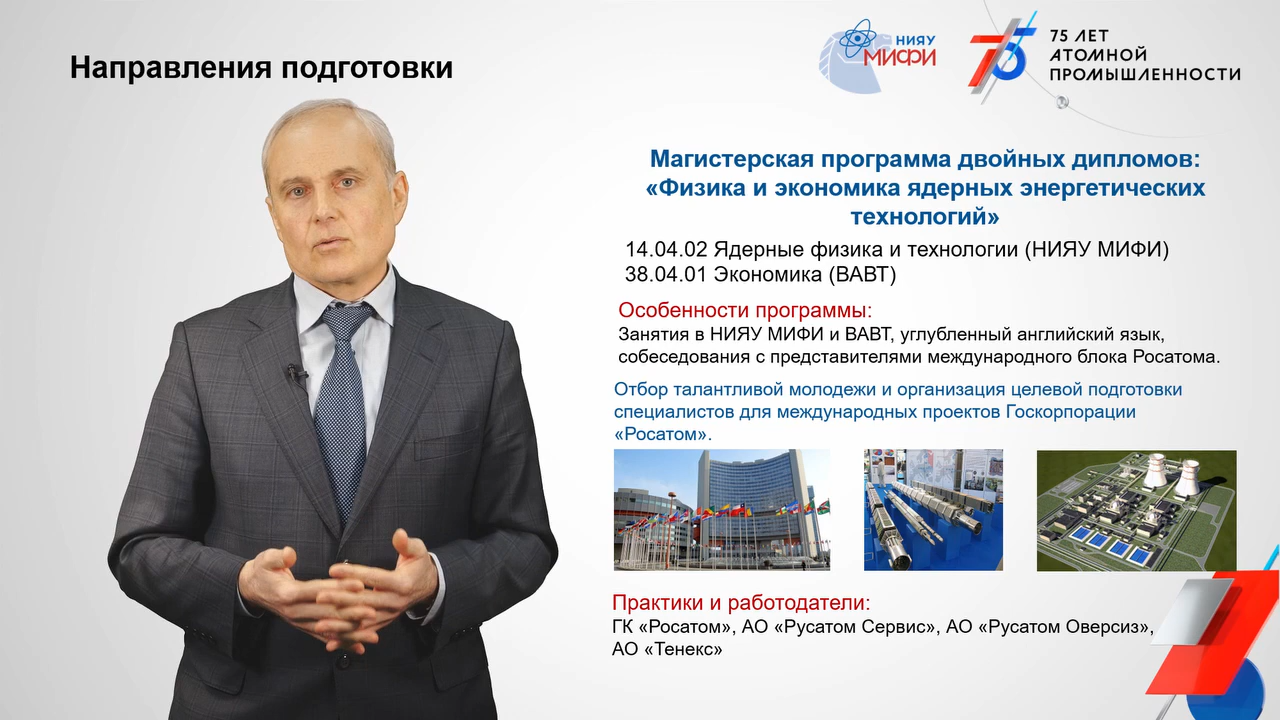 Направления подготовки
НИЯУ
МИФИ
75 ЛЕТ
АТОМНОЙ
ПРОМЫШЛЕННОСТИ
Магистерская программа двойных дипломов:
«Физика и экономика ядерных энергетических
технологий»
14.04.02 Ядерные физика и технологии (НИЯУ МИФИ)
38.04.01 Экономика (ВАВТ)
Особенности программы:
Занятия в НИЯУ МИФИ и ВАВТ, углубленный английский язык,
собеседования с представителями международного блока Росатома.
Отбор талантливой молодежи и организация целевой подготовки
специалистов для международных проектов Госкорпорации
«Росатом».
Практики и работодатели:
ГК «Росатом», АО «Русатом Сервис», АО «Русатом Оверсиз»,
АО «Тенекс»